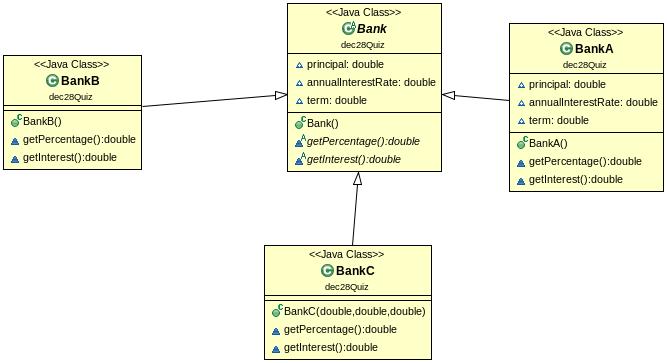 <<Java Class>>
BankB
dec28Quiz
BankB()
getPercentage():double
getInterest():double
<<Java Class>>
Bank
dec28Quiz
principal: double
annualInterestRate: double
term: double
Bank()
getPercentage():double
getInterest():double
<<Java Class>>
BankA
dec28Quiz
principal: double
annualInterestRate: double
term: double
BankA()
getPercentage():double
getInterest():double
<<Java Class>>
BankC
dec28Quiz
BankC(double,double,double)
getPercentage():double
getInterest():double